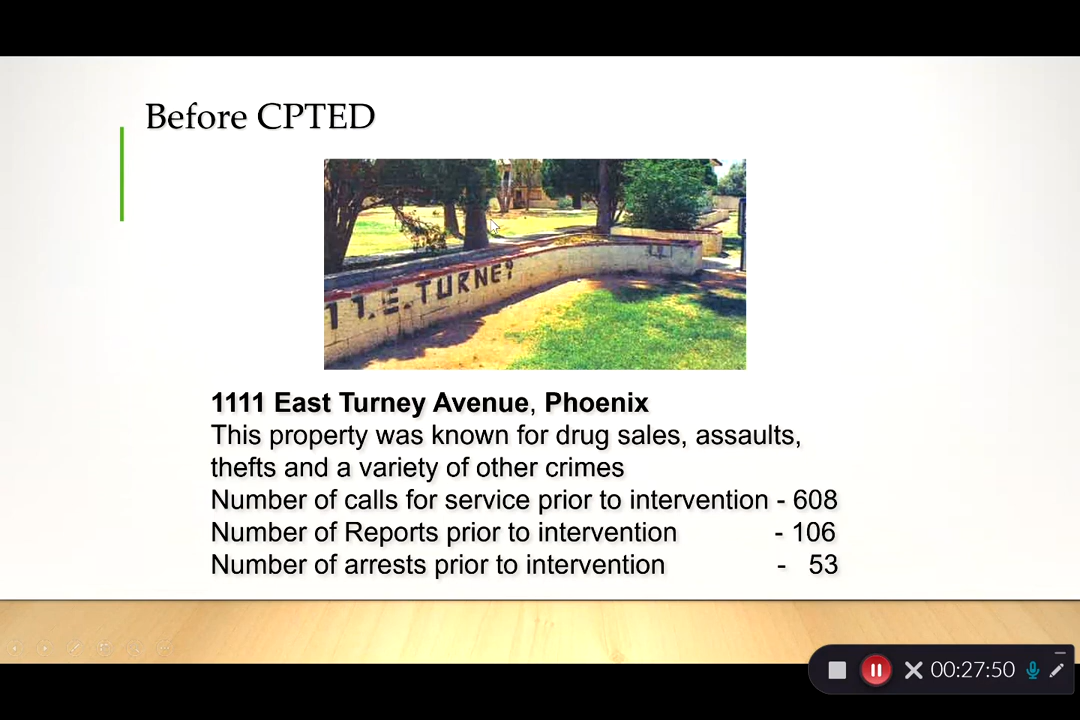 Before CPTED
11.E.TURNEY
1111 East Turney Avenue, Phoenix
This property was known for drug sales, assaults,
thefts and a variety of other crimes
Number of calls for service prior to intervention - 608
Number of Reports prior to intervention - 106
Number of arrests prior to intervention - 53
00:27:50